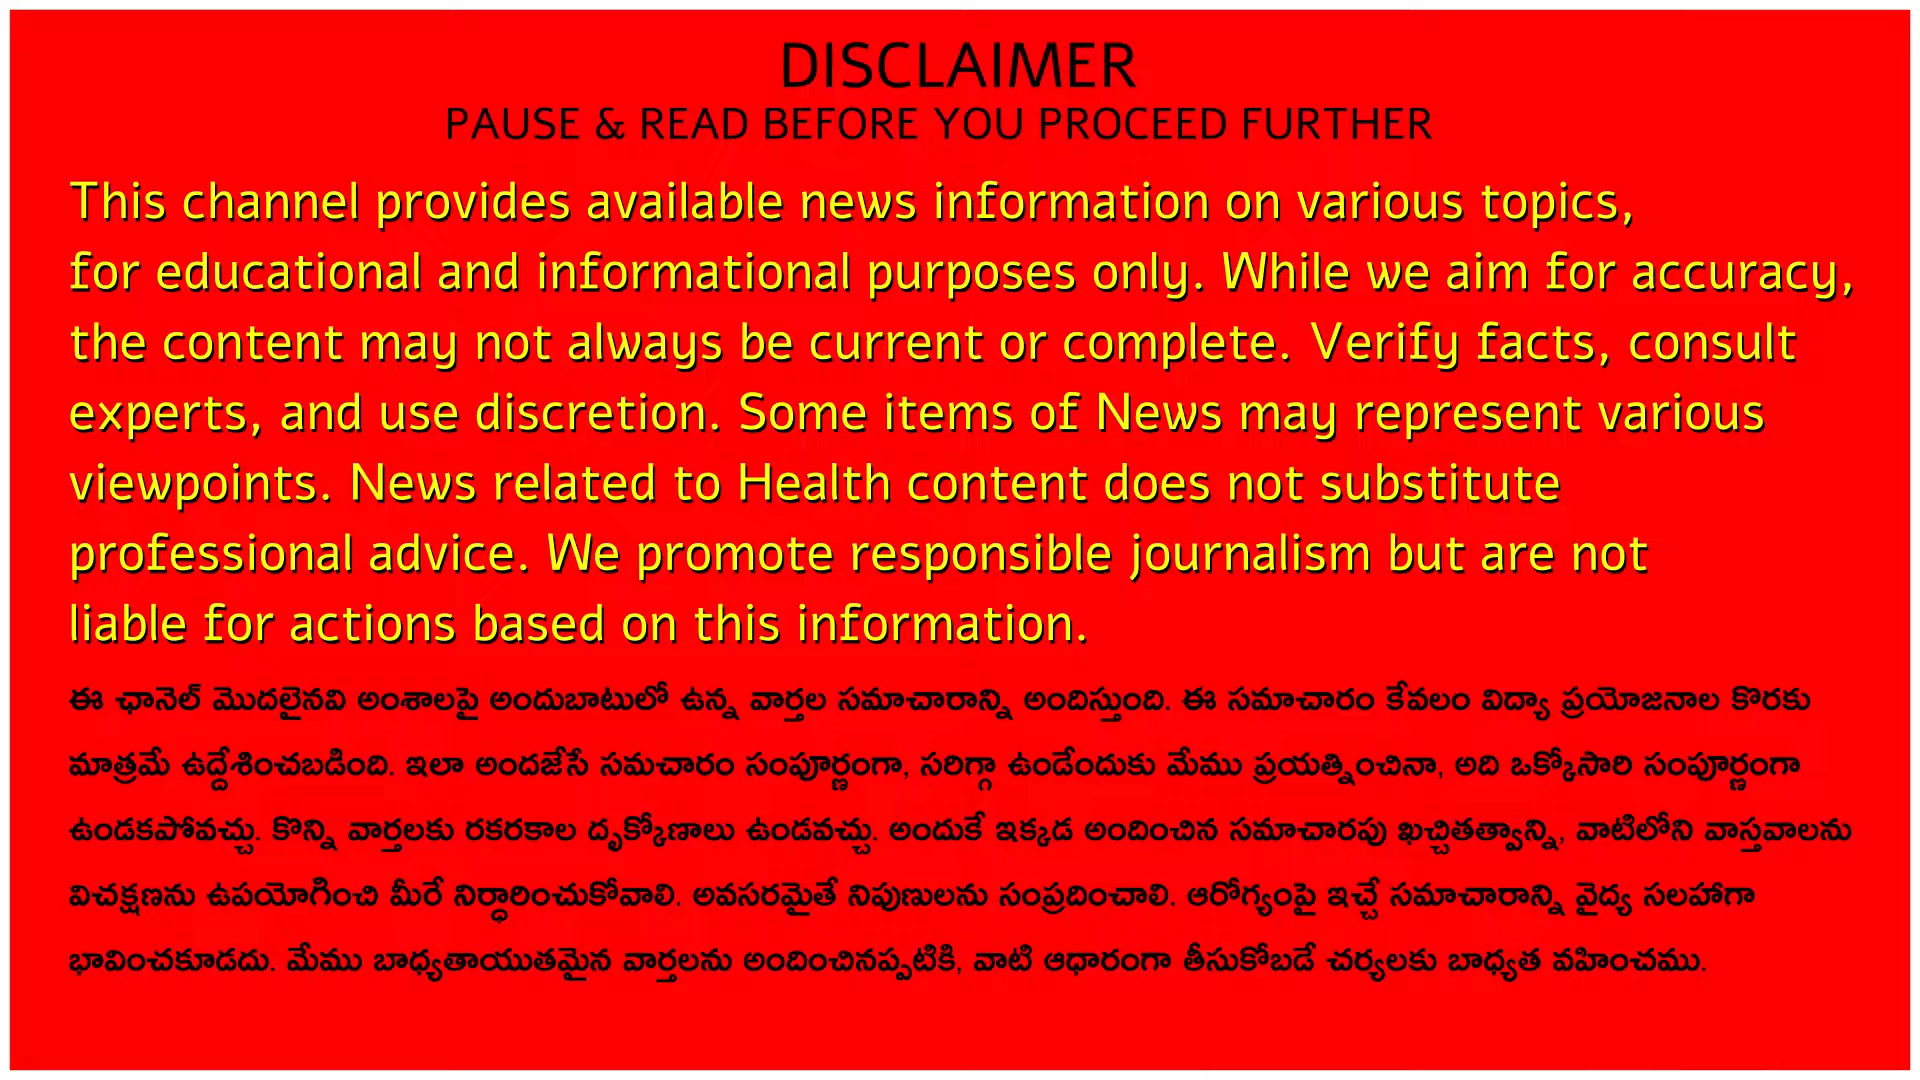 DISCLAIMER
PAUSE & READ BEFORE YOU PROCEED FURTHER
This channel provides available news information on various topics,
for educational and informational purposes only. While we aim for accuracy,
the content may not always be current or complete. Verify facts, consult
experts, and use discretion. Some items of News may represent various
viewpoints. News related to Health content does not substitute
professional advice. We promote responsible journalism but are not
liable for actions based on this information.
ఈ ఛానెల్ మొదలైనవి అంశాలపై అందుబాటులో ఉన్న వార్తల సమాచారాన్ని అందిస్తుంది. ఈ సమాచారం కేవలం విద్యా ప్రయోజనాల కొరకు
మాత్రమే ఉద్దేశించబడింది. ఇలా అందజేసే సమచారం సంపూర్ణంగా, సరిగ్గా ఉండేందుకు మేము ప్రయత్నించినా, అది ఒక్కోసారి సంపూర్ణంగా
ఉండకపోవచ్చు. కొన్ని వార్తలకు రకరకాల దృక్కోణాలు ఉండవచ్చు. అందుకే ఇక్కడ అందించిన సమాచారపు ఖచ్చితత్వాన్ని, వాటిలోని వాస్తవాలను
విచక్షణను ఉపయోగించి మీరే నిర్ధారించుకోవాలి. అవసరమైతే నిపుణులను సంప్రదించాలి. ఆరోగ్యంపై ఇచ్చే సమాచారాన్ని వైద్య సలహాగా
భావించకూడదు. మేము బాధ్యతాయుతమైన వార్తలను అందించినప్పటికి, వాటి ఆధారంగా తీసుకోబడే చర్యలకు బాధ్యత వహించము.